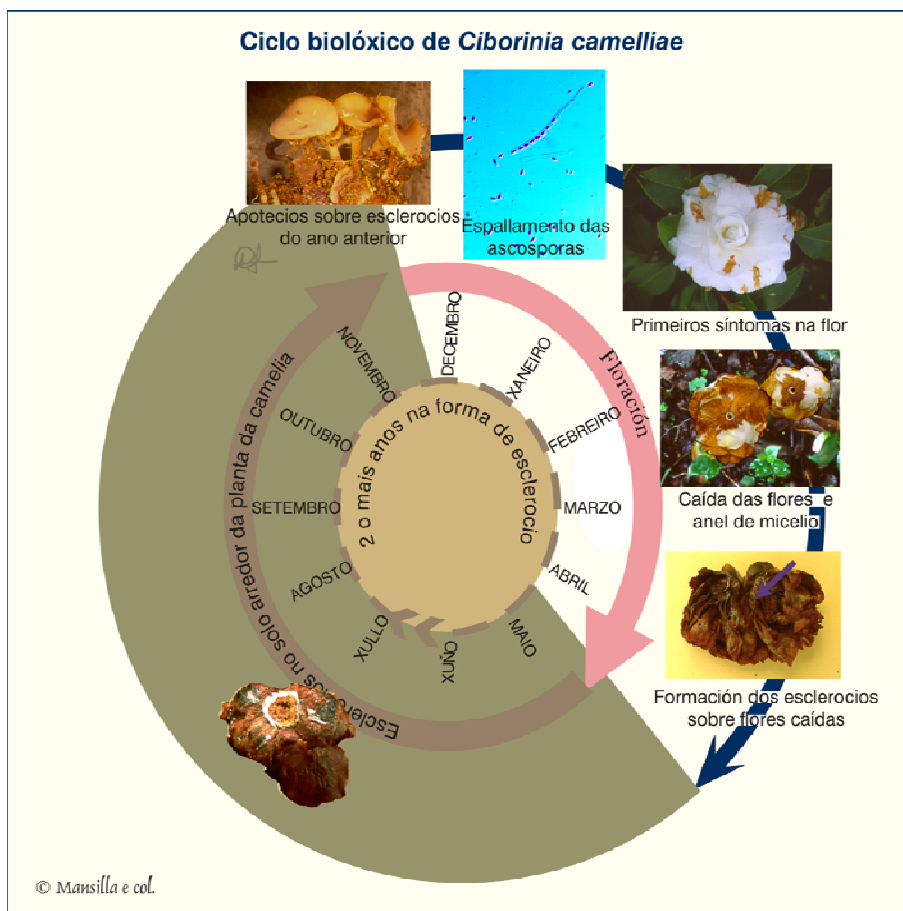 Ciclo biolóxico de Ciborinia camelliae
Apotecios sobre esclerocios
do ano anterior
Espallamento das
ascósporas
Primeiros síntomas na flor
Caída das flores e
anel de micelio
Formación dos esclerocios
sobre flores caídas
Floración
DECEMBRO
XANEIRO
FEBREIRO
MARZO
ABRIL
MAIO
XUÑO
XULLO
AGOSTO
SETEMBRO
OUTUBRO
NOVEMBRO
2 o mais anos na forma de esclerocio
no solo arredor da planta da camelia
© Mansilla e col.